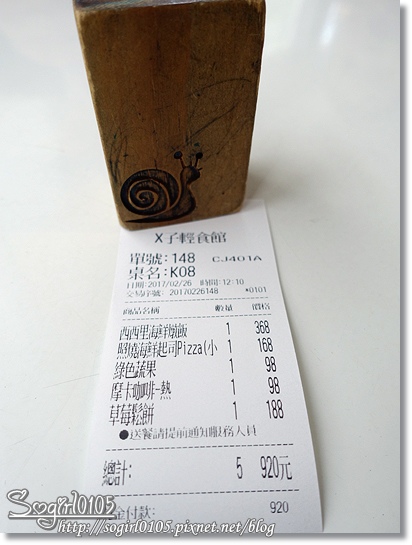 X子輕食館
單號:148 CJ401A
桌名:K08
日期:2017/02/26 時間:12:10
交易序號: 20170226148 *0101
商品名稱 數量 價格
西西里海鮮燉飯 1 368
照燒海鮮起司Pizza(小 1 168
綠色蔬果 1 98
摩卡咖啡-熱 1 98
草莓鬆餅 1 188
●送餐請提前通知服務人員
總計: 5 920元
金付款: 920
Sogirl0105
http://sogirl0105.pixnet.net/blog